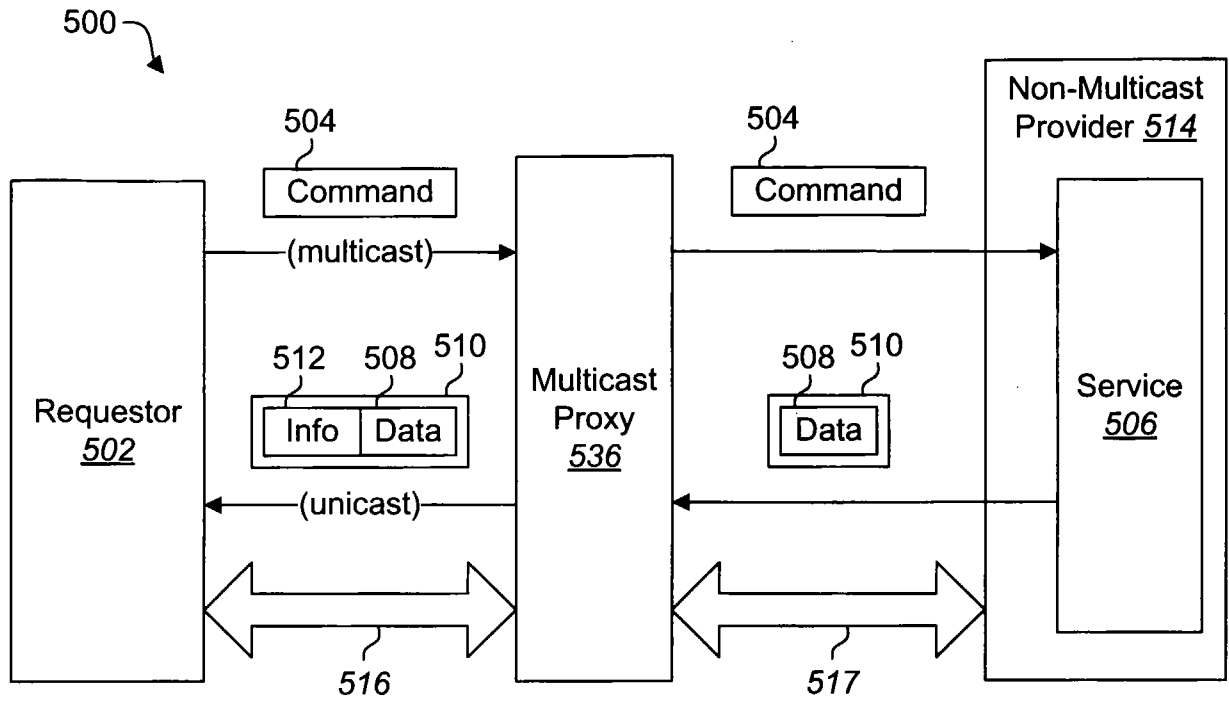 500
504
Command
(multicast)
504
Command
Non-Multicast
Provider 514
Requestor
502
512
508
510
Info
Data
(unicast)
Multicast
Proxy
536
508
510
Data
Service
506
516
517